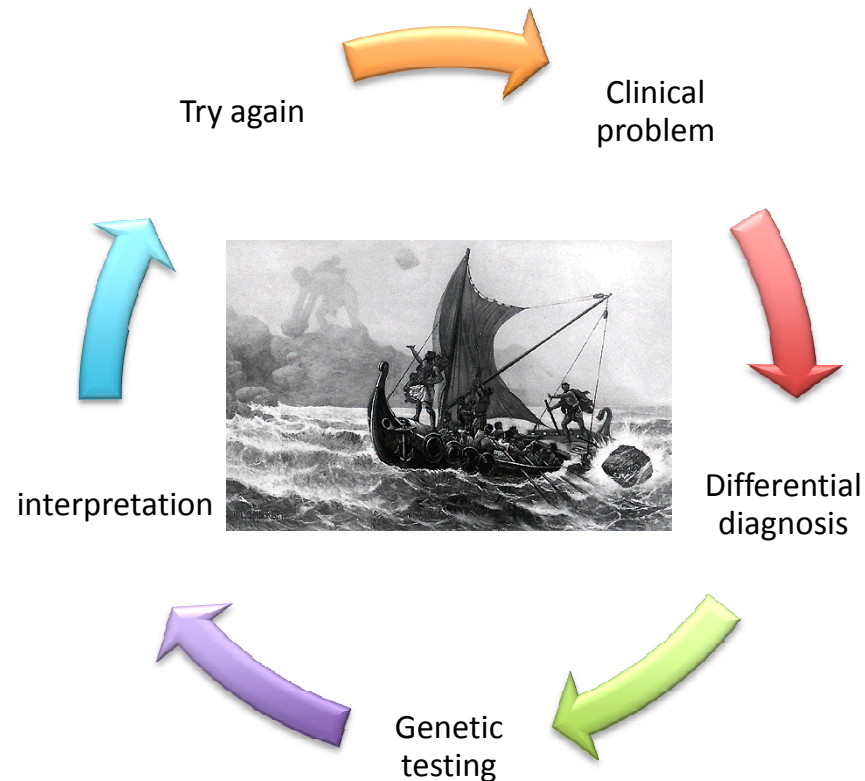 Try again
Clinical
problem
Differential
diagnosis
Genetic
testing
interpretation